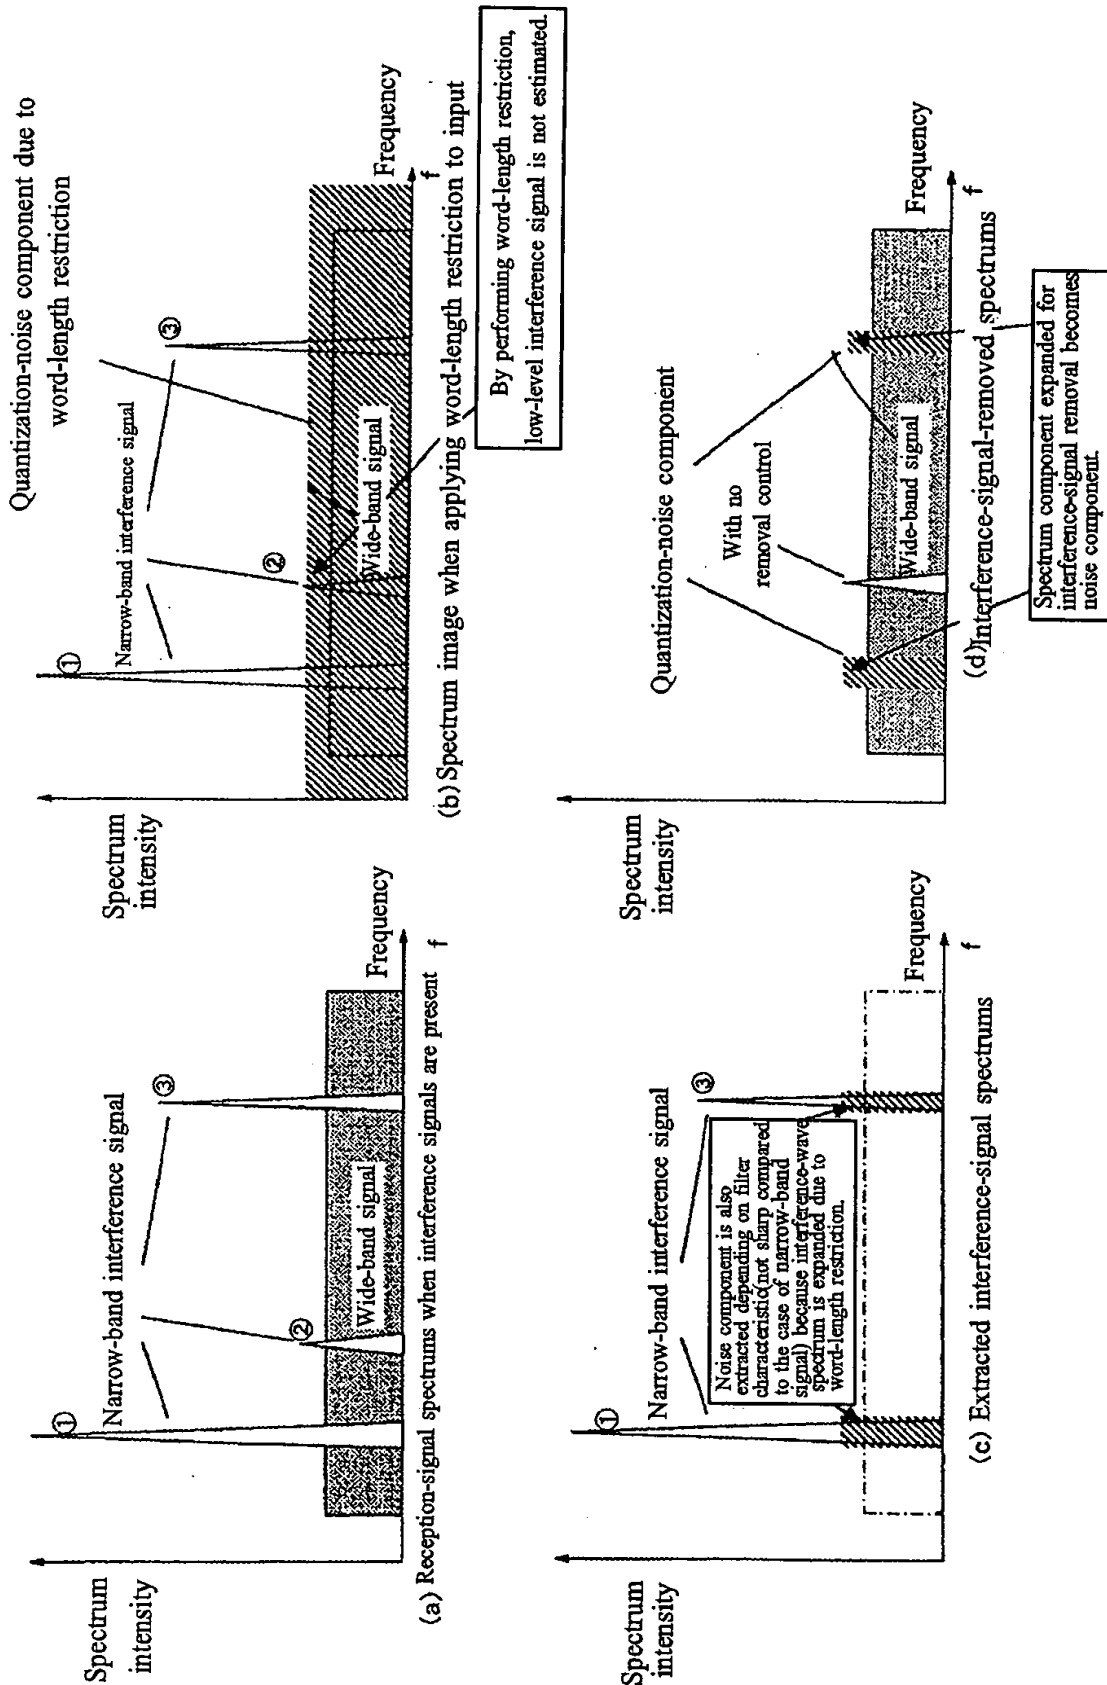 Spectrum
intensity
①
Narrow-band interference signal
②
③
Wide-band signal
Frequency
f
(a) Reception-signal spectrums when interference signals are present
Quantization-noise component due to
word-length restriction
Spectrum
intensity
①
Narrow-band interference signal
②
③
Wide-band signal
Frequency
f
(b) Spectrum image when applying word-length restriction to input
By performing word-length restriction,
low-level interference signal is not estimated.
Spectrum
intensity
①
Narrow-band interference signal
③
Noise component is also
extracted depending on filter
characteristic(not sharp compared
to the case of narrow-band
signal) because interference-wave
spectrum is expanded due to
word-length restriction.
Frequency
f
(c) Extracted interference-signal spectrums
Spectrum
intensity
Quantization-noise component
With no
removal control
Wide-band signal
Frequency
f
(d)Interference-signal-removed spectrums
Spectrum component expanded for
interference-signal removal becomes
noise component.